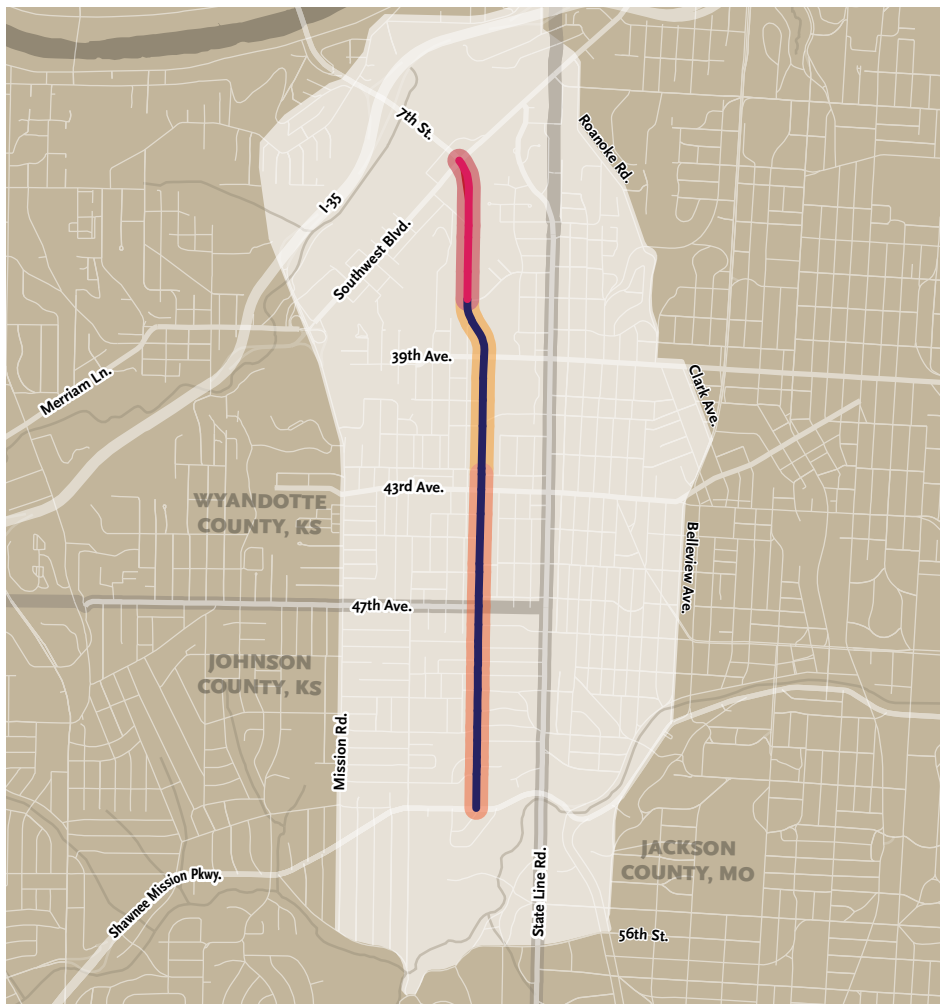 7th St.
Roanoke Rd.
I-35
Southwest Blvd.
39th Ave.
Merriam Ln.
Clark Ave.
43rd Ave.
WYANDOTTE
COUNTY, KS
Belleview Ave.
47th Ave.
JOHNSON
COUNTY, KS
Mission Rd.
JACKSON
COUNTY, MO
Shawnee Mission Pkwy.
State Line Rd.
56th St.